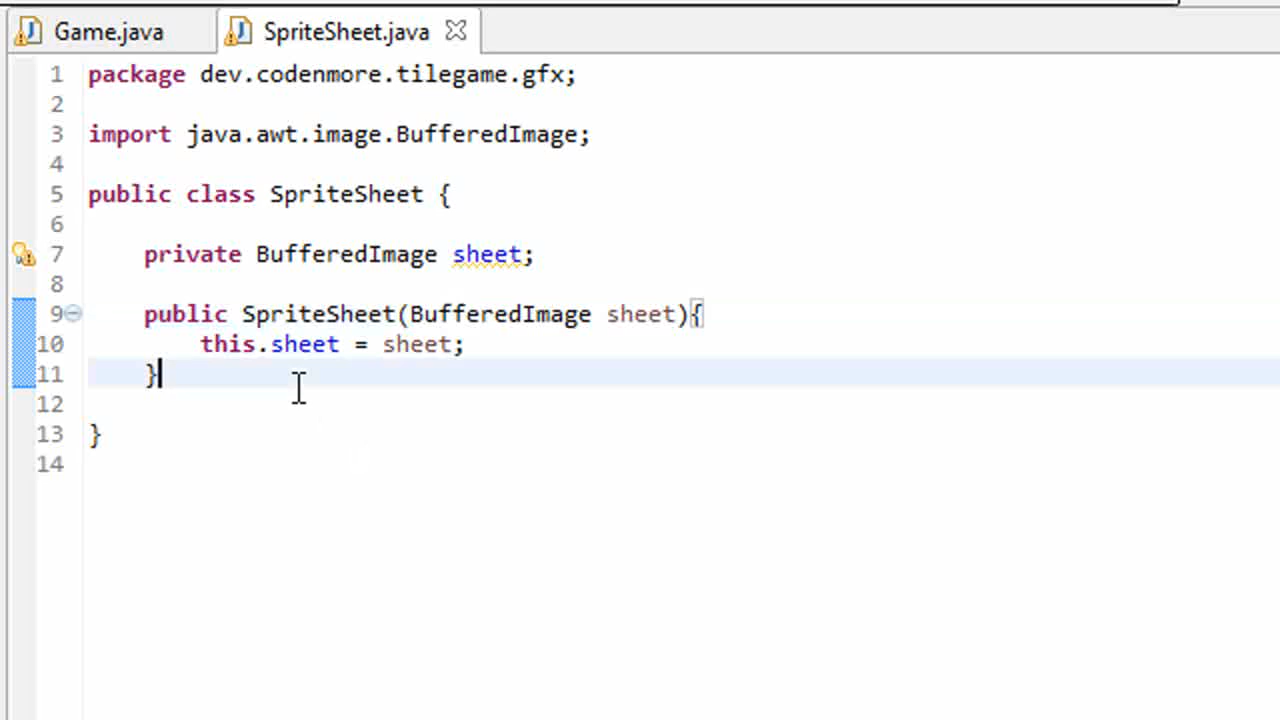 Game.java
SpriteSheet.java
1 package dev.codenmore.tilegame.gfx;
2
3 import java.awt.image.BufferedImage;
4
5 public class SpriteSheet {
6
7 private BufferedImage sheet;
8
9 public SpriteSheet(BufferedImage sheet){
10 this.sheet = sheet;
11 }
12
13 }
14